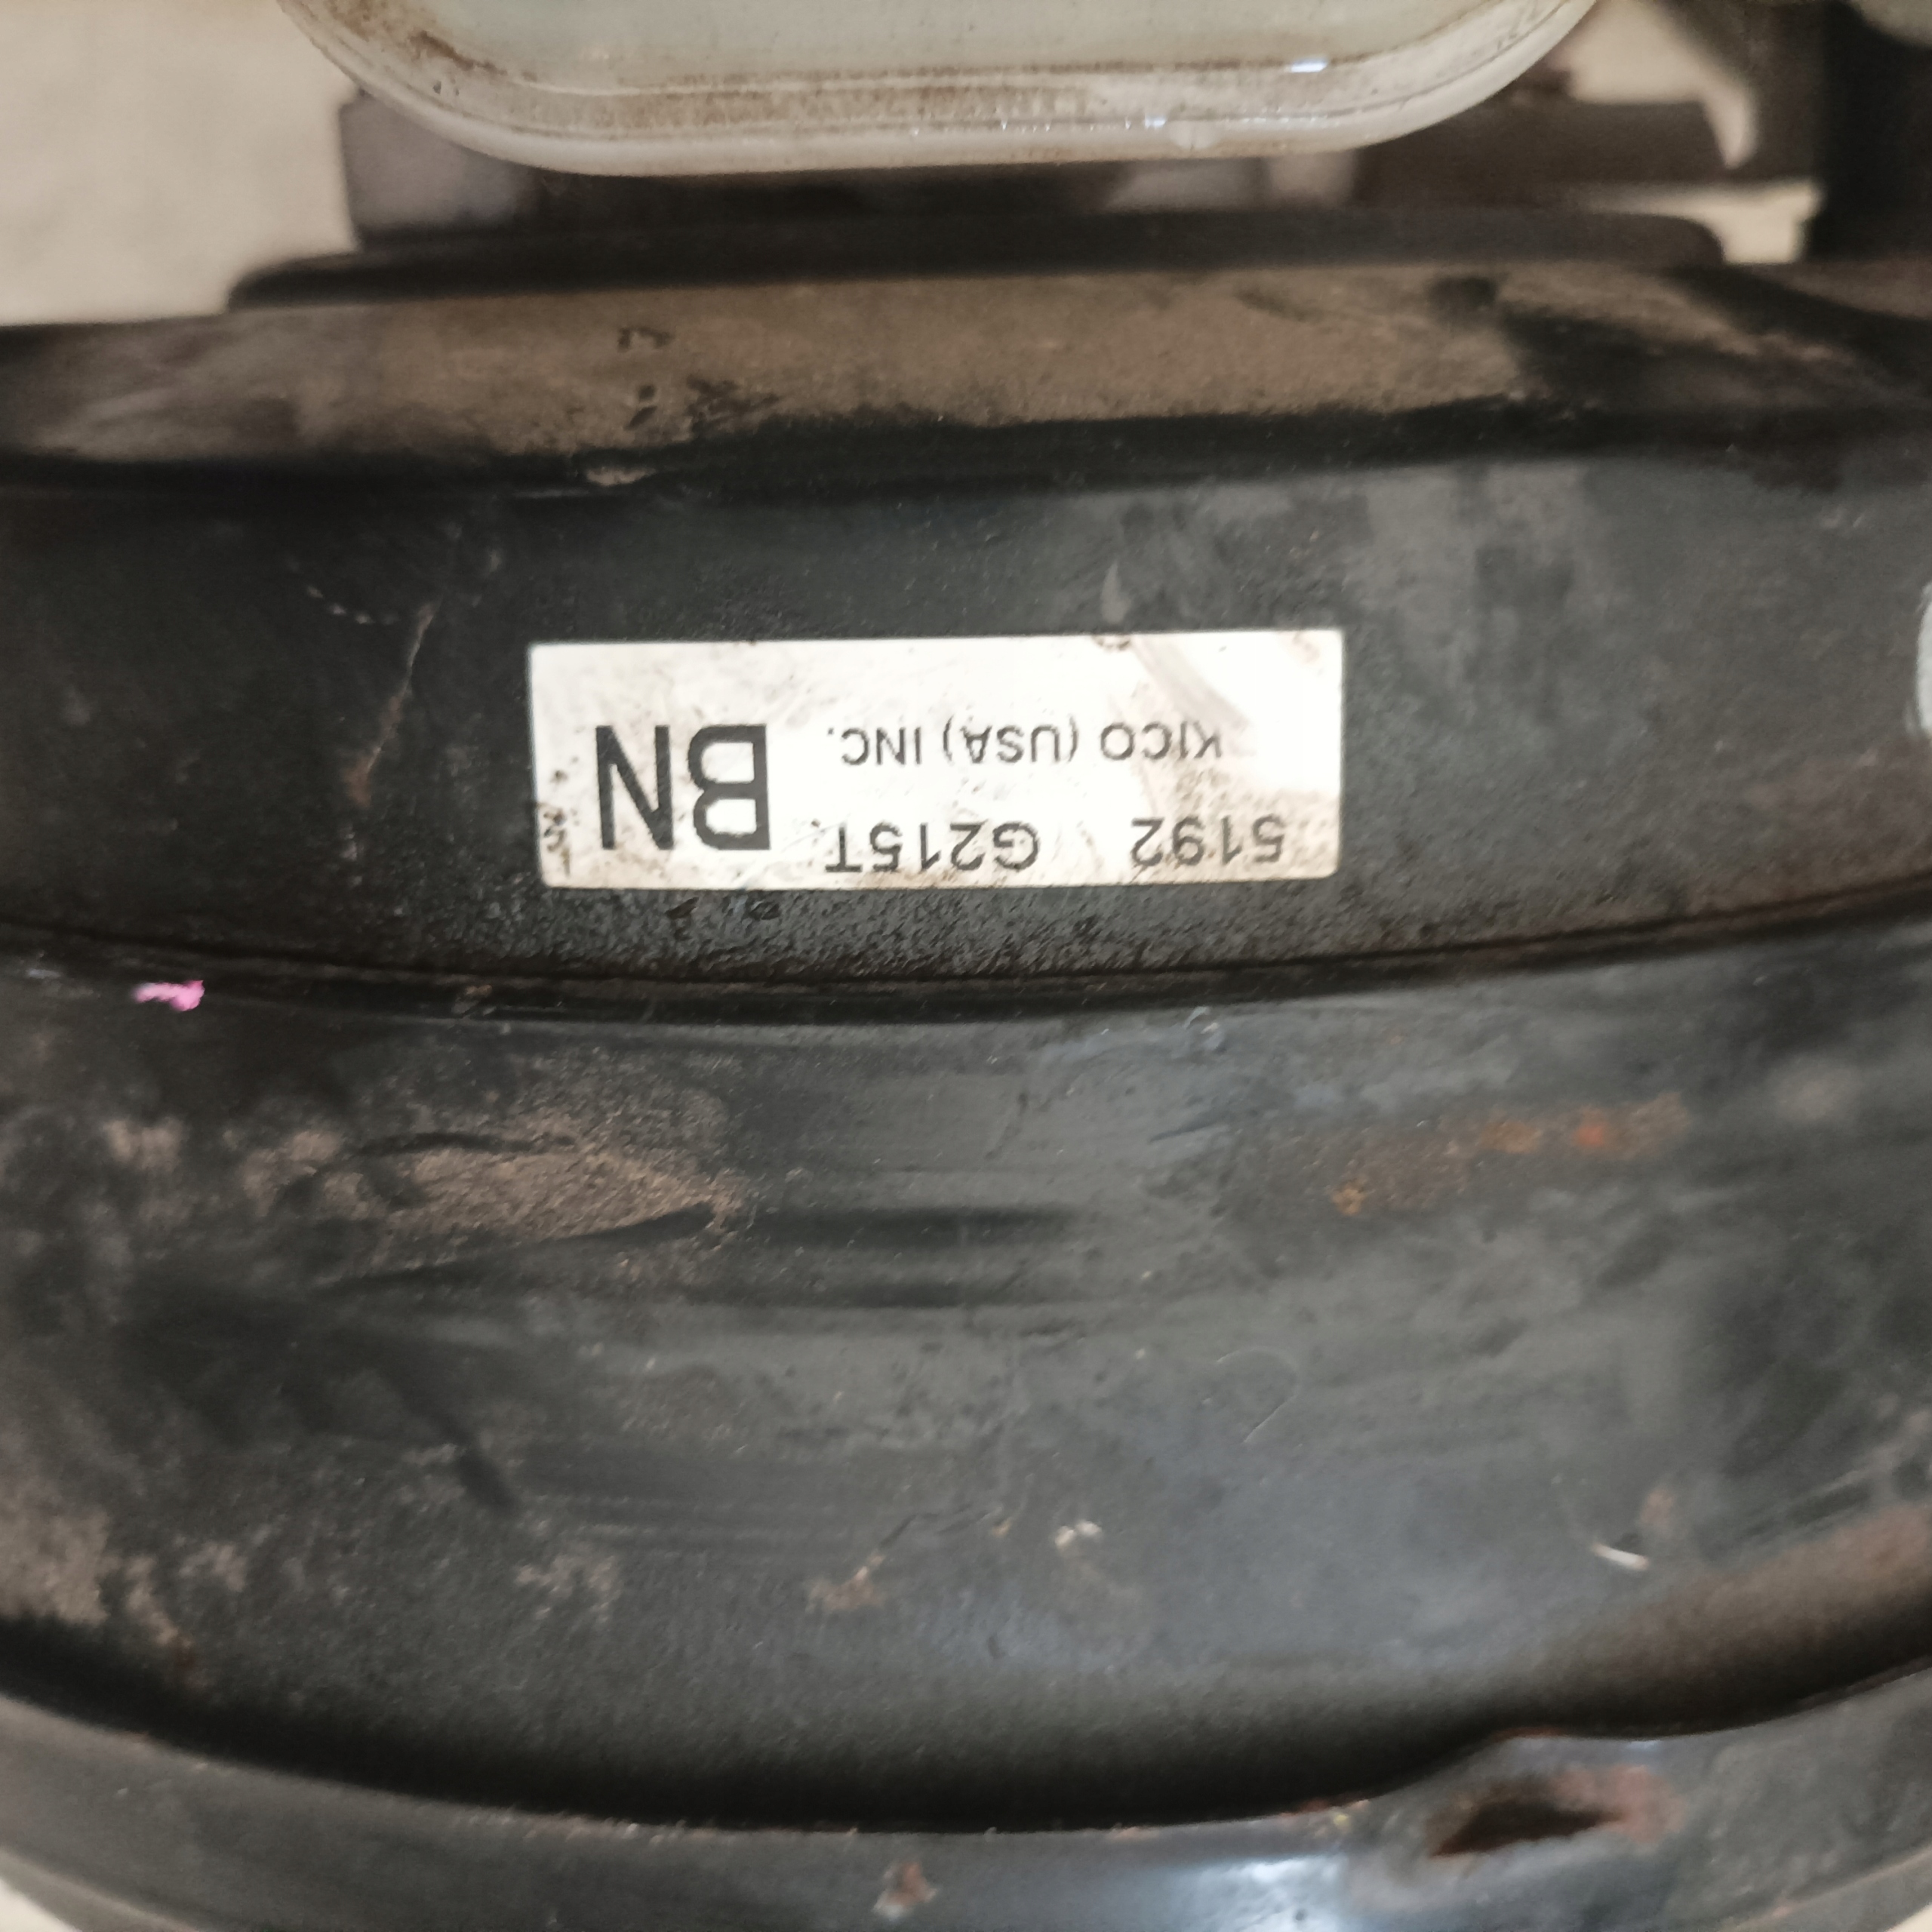 5192 G215T BN
KICO (USA) INC.